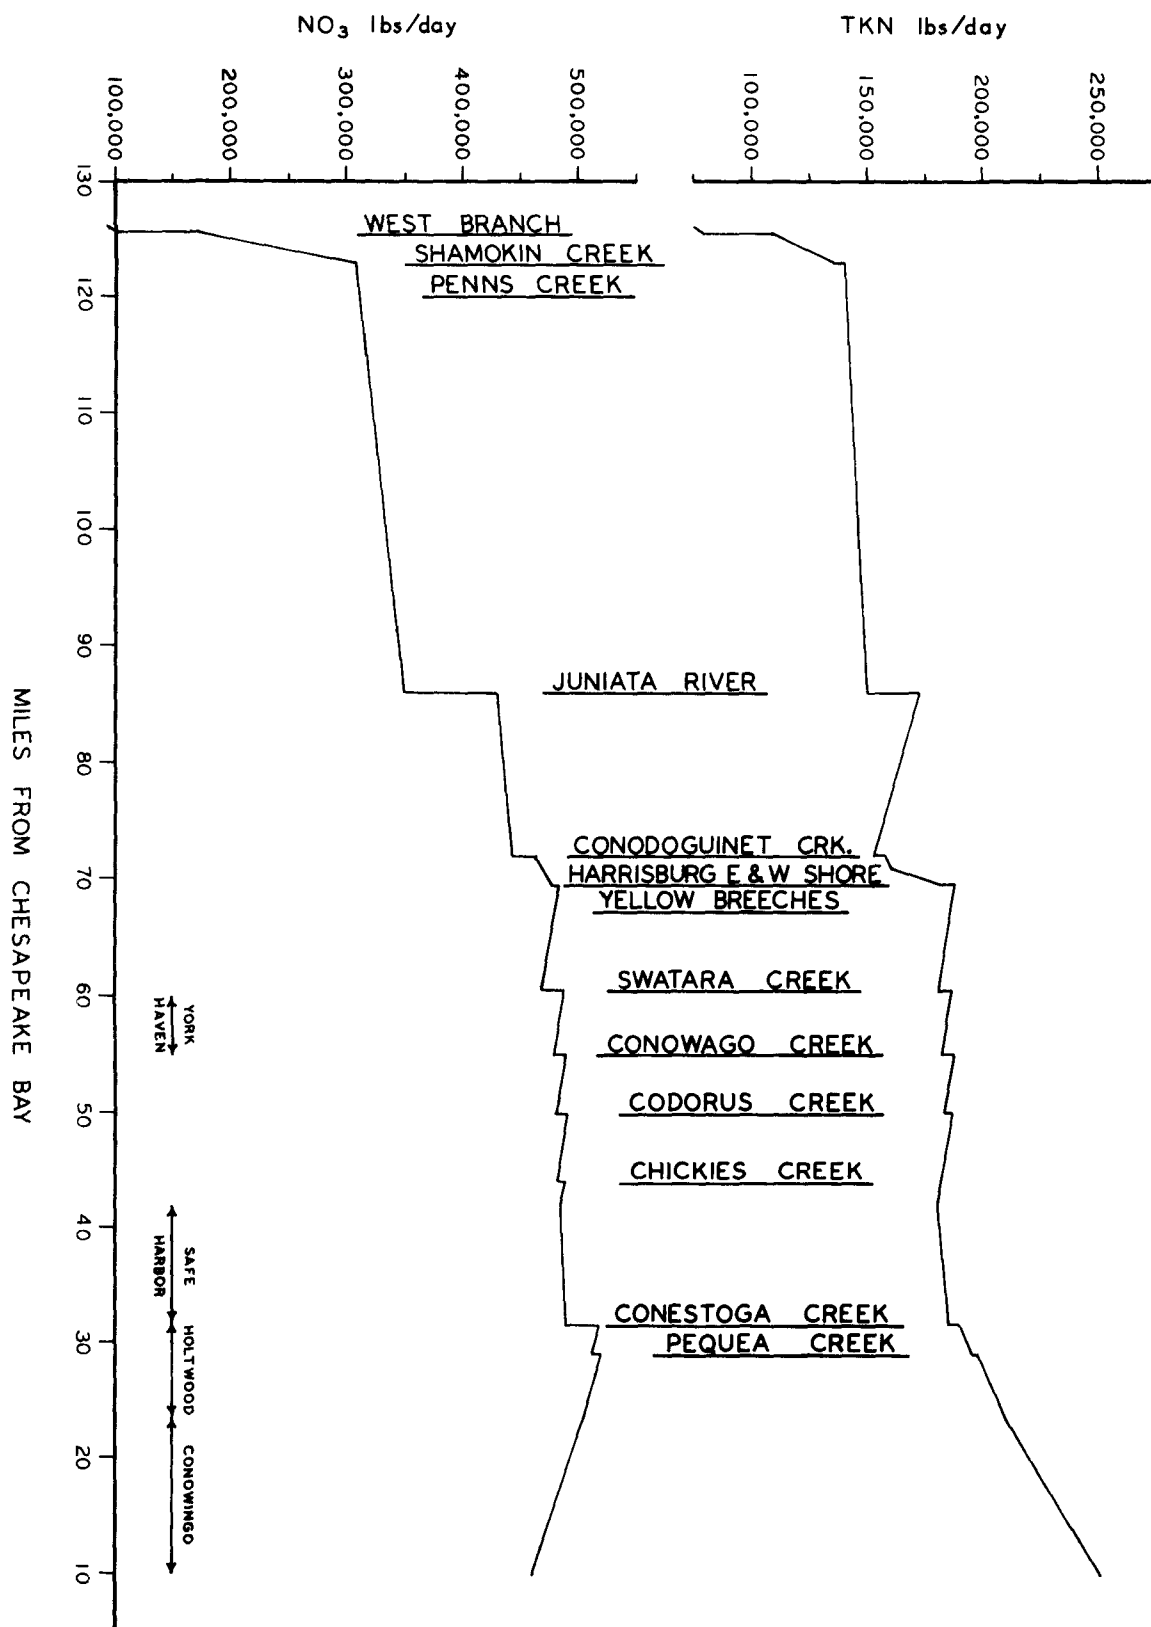 NO3 lbs/day
TKN lbs/day
100,000
200,000
300,000
400,000
500,000
100,000
150,000
200,000
250,000
130
120
110
100
90
80
70
60
50
40
30
20
10
MILES FROM CHESAPEAKE BAY
WEST BRANCH
SHAMOKIN CREEK
PENNS CREEK
JUNIATA RIVER
CONODOGUINET CRK.
HARRISBURG E & W SHORE
YELLOW BREECHES
SWATARA CREEK
CONOWAGO CREEK
CODORUS CREEK
CHICKIES CREEK
CONESTOGA CREEK
PEQUEA CREEK
YORK
HAVEN
SAFE
HARBOR
HOLTWOOD
CONOWINGO